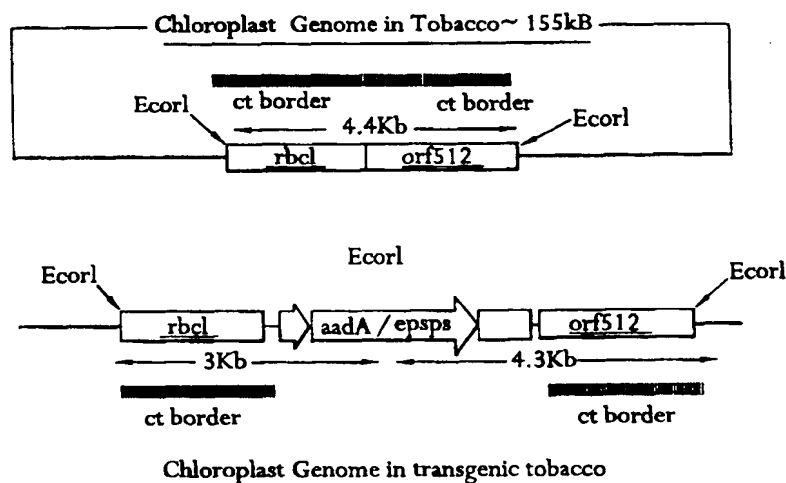 Chloroplast Genome in Tobacco~ 155kB
ct border ct border
Ecorl 4.4Kb Ecorl
rbcl orf512
Ecorl
Ecorl Ecorl
rbcl aadA / epsps orf512
3Kb 4.3Kb
ct border ct border
Chloroplast Genome in transgenic tobacco